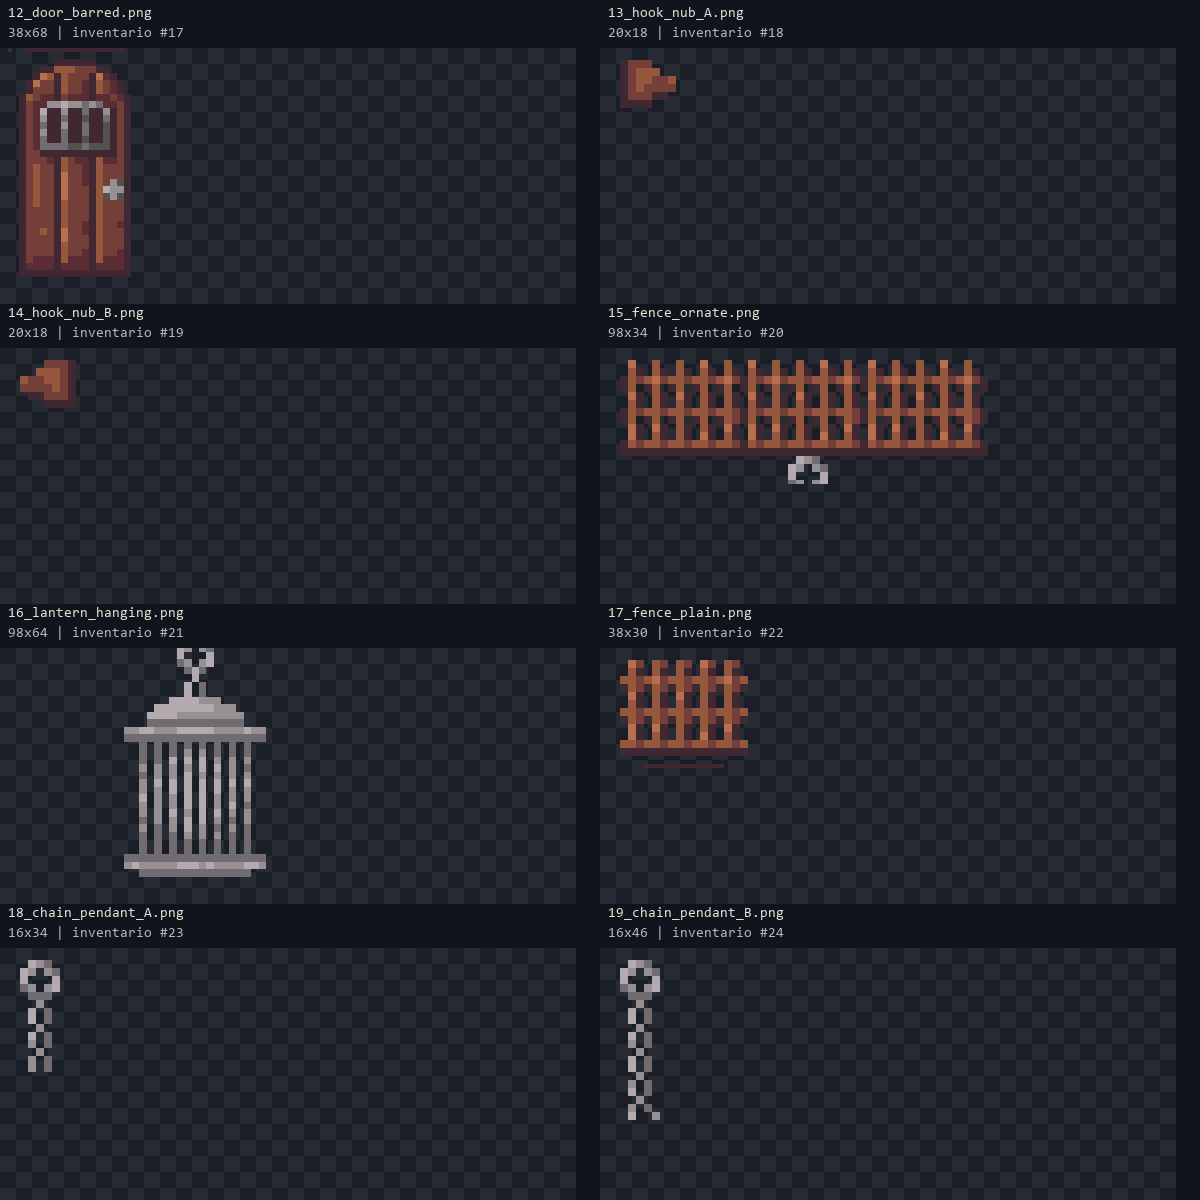 12_door_barred.png
38x68 | inventario #17
13_hook_nub_A.png
20x18 | inventario #18
14_hook_nub_B.png
20x18 | inventario #19
15_fence_ornate.png
98x34 | inventario #20
16_lantern_hanging.png
98x64 | inventario #21
17_fence_plain.png
38x30 | inventario #22
18_chain_pendant_A.png
16x34 | inventario #23
19_chain_pendant_B.png
16x46 | inventario #24